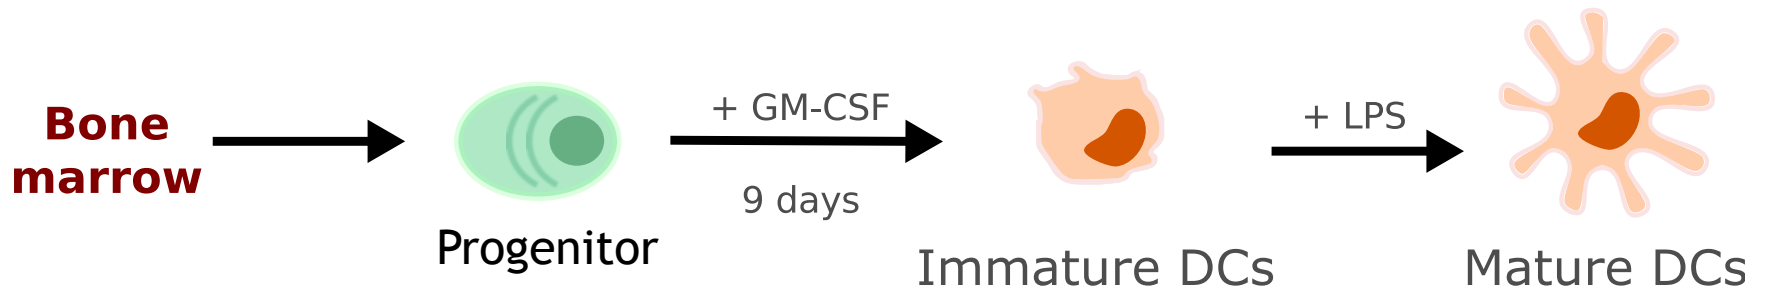 Bone
marrow
Progenitor
+ GM-CSF
9 days
Immature DCs
+ LPS
Mature DCs